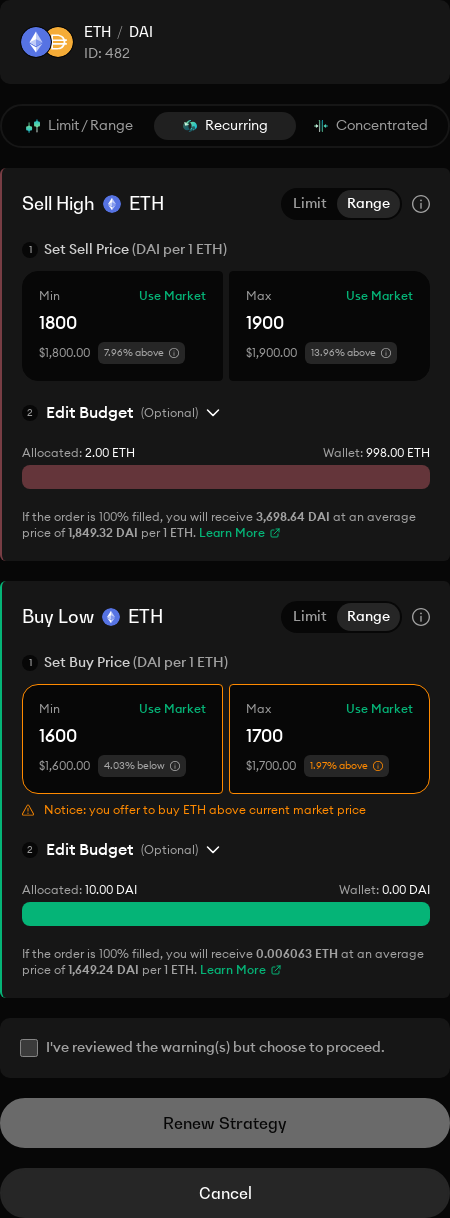 ETH / DAI
ID: 482
Limit / Range
Recurring
Concentrated
Sell High ETH
Limit
Range
1 Set Sell Price (DAI per 1 ETH)
Min
Use Market
1800
$1,800.00
7.96% above
Max
Use Market
1900
$1,900.00
13.96% above
2 Edit Budget (Optional)
Allocated: 2.00 ETH
Wallet: 998.00 ETH
If the order is 100% filled, you will receive 3,698.64 DAI at an average
price of 1,849.32 DAI per 1 ETH. Learn More
Buy Low ETH
Limit
Range
1 Set Buy Price (DAI per 1 ETH)
Min
Use Market
1600
$1,600.00
4.03% below
Max
Use Market
1700
$1,700.00
1.97% above
Notice: you offer to buy ETH above current market price
2 Edit Budget (Optional)
Allocated: 10.00 DAI
Wallet: 0.00 DAI
If the order is 100% filled, you will receive 0.006063 ETH at an average
price of 1,649.24 DAI per 1 ETH. Learn More
I've reviewed the warning(s) but choose to proceed.
Renew Strategy
Cancel